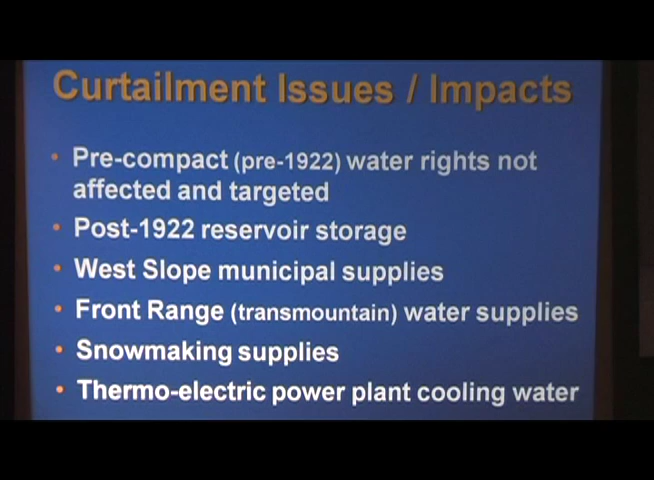 Curtailment Issues / Impacts
• Pre-compact (pre-1922) water rights not
affected and targeted
• Post-1922 reservoir storage
• West Slope municipal supplies
• Front Range (transmountain) water supplies
• Snowmaking supplies
• Thermo-electric power plant cooling water